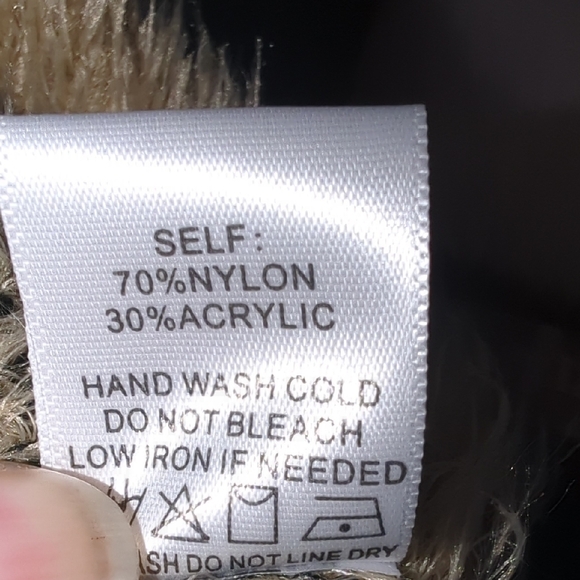 SELF:
70%NYLON
30%ACRYLIC
HAND WASH COLD
DO NOT BLEACH
LOW IRON IF NEEDED
DO NOT LINE DRY